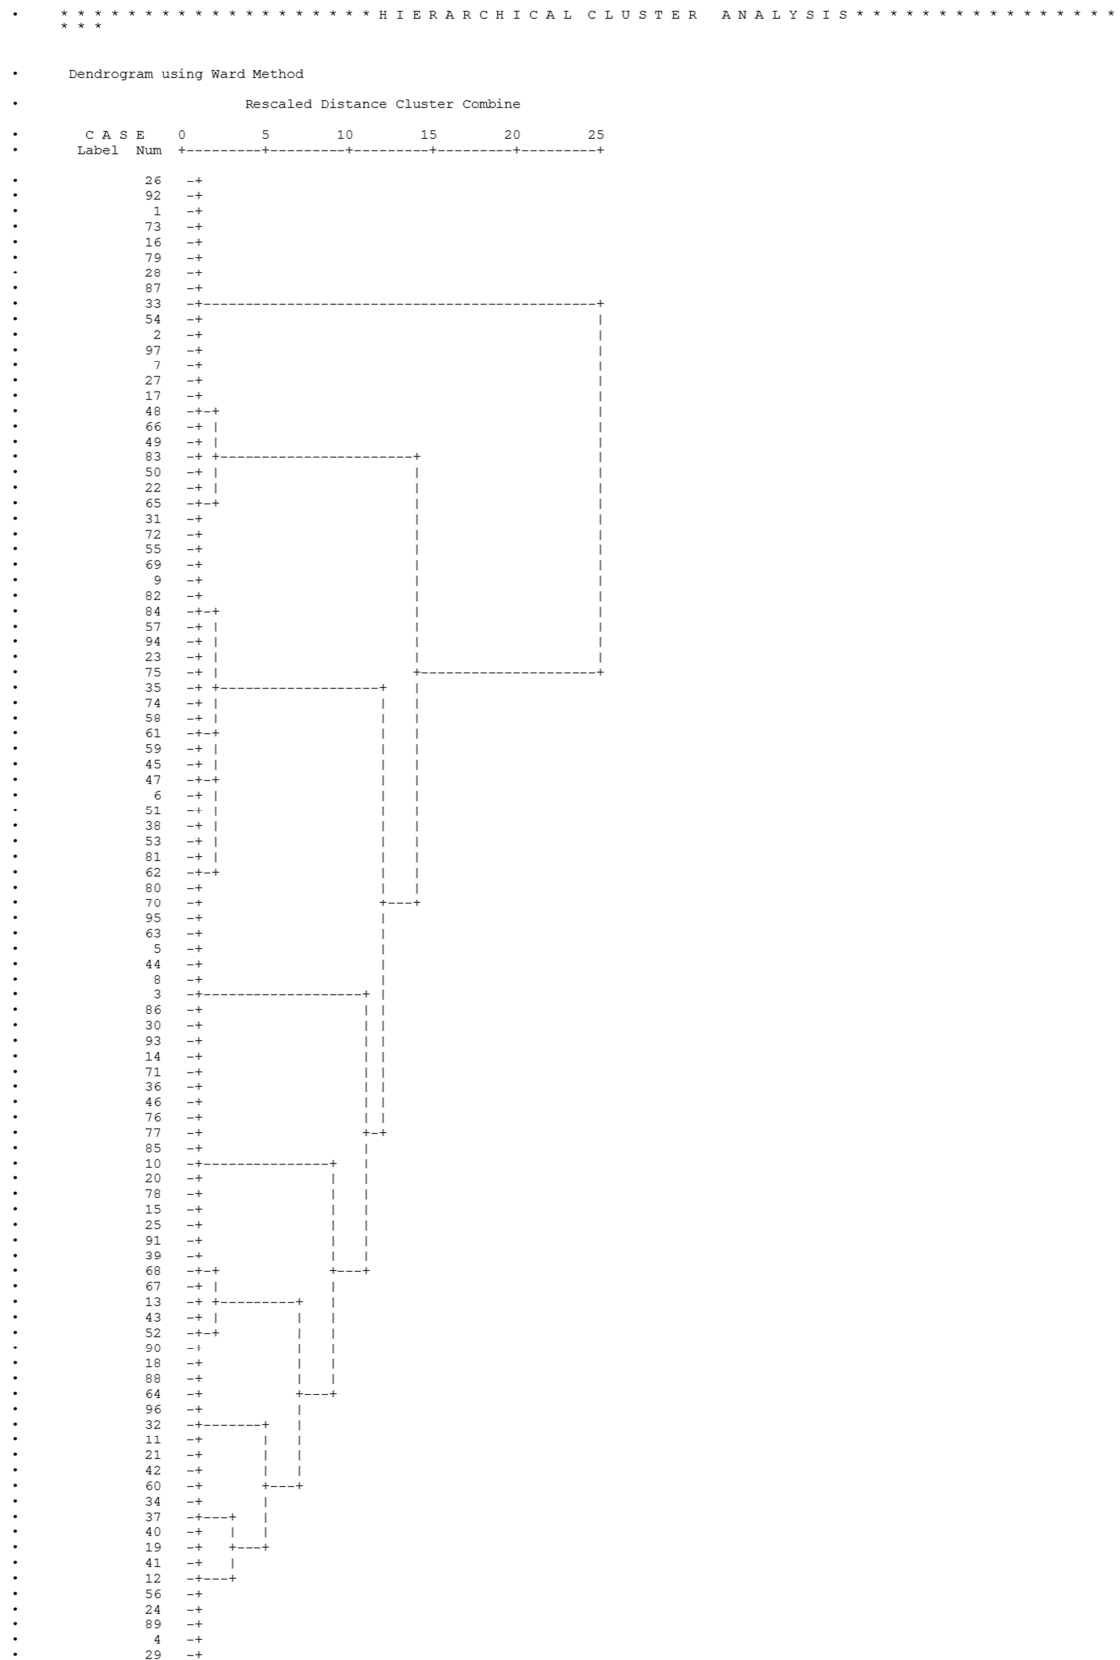 • * * * * * * * * * * * * * * * * * * * H I E R A R C H I C A L  C L U S T E R   A N A L Y S I S * * * * * * * * * * * * * * * *
* * *
• Dendrogram using Ward Method
• Rescaled Distance Cluster Combine
• C A S E    0         5        10        15        20        25
• Label  Num  +---------+---------+---------+---------+---------+
• 26   -+
• 92   -+
• 1   -+
• 73   -+
• 16   -+
• 79   -+
• 28   -+
• 87   -+
• 33   -+-----------------------------------------------+
• 54   -+                                               |
• 2   -+                                               |
• 97   -+                                               |
• 7   -+                                               |
• 27   -+                                               |
• 17   -+                                               |
• 48   -+-+                                             |
• 66   -+ |                                             |
• 49   -+ |                                             |
• 83   -+ +-----------------------+                     |
• 50   -+ |                       |                     |
• 22   -+ |                       |                     |
• 65   -+-+                       |                     |
• 31   -+                         |                     |
• 72   -+                         |                     |
• 55   -+                         |                     |
• 69   -+                         |                     |
• 9   -+                         |                     |
• 82   -+                         |                     |
• 84   -+-+                       |                     |
• 57   -+ |                       |                     |
• 94   -+ |                       |                     |
• 23   -+ |                       |                     |
• 75   -+ |                       +---------------------+
• 35   -+ +-------------------+   |
• 74   -+ |                   |   |
• 58   -+ |                   |   |
• 61   -+-+                   |   |
• 59   -+ |                   |   |
• 45   -+ |                   |   |
• 47   -+-+                   |   |
• 6   -+ |                   |   |
• 51   -+ |                   |   |
• 38   -+ |                   |   |
• 53   -+ |                   |   |
• 81   -+ |                   |   |
• 62   -+-+                   |   |
• 80   -+                     |   |
• 70   -+                     +---+
• 95   -+                     |
• 63   -+                     |
• 5   -+                     |
• 44   -+                     |
• 8   -+                     |
• 3   -+-------------------+ |
• 86   -+                   | |
• 30   -+                   | |
• 93   -+                   | |
• 14   -+                   | |
• 71   -+                   | |
• 36   -+                   | |
• 46   -+                   | |
• 76   -+                   | |
• 77   -+                   +-+
• 85   -+                   |
• 10   -+---------------+   |
• 20   -+               |   |
• 78   -+               |   |
• 15   -+               |   |
• 25   -+               |   |
• 91   -+               |   |
• 39   -+               |   |
• 68   -+-+             +---+
• 67   -+ |             |
• 13   -+ +---------+   |
• 43   -+ |         |   |
• 52   -+-+         |   |
• 90   -+           |   |
• 18   -+           |   |
• 88   -+           |   |
• 64   -+           +---+
• 96   -+           |
• 32   -+-------+   |
• 11   -+       |   |
• 21   -+       |   |
• 42   -+       |   |
• 60   -+       +---+
• 34   -+       |
• 37   -+---+   |
• 40   -+   |   |
• 19   -+   +---+
• 41   -+   |
• 12   -+---+
• 56   -+
• 24   -+
• 89   -+
• 4   -+
• 29   -+